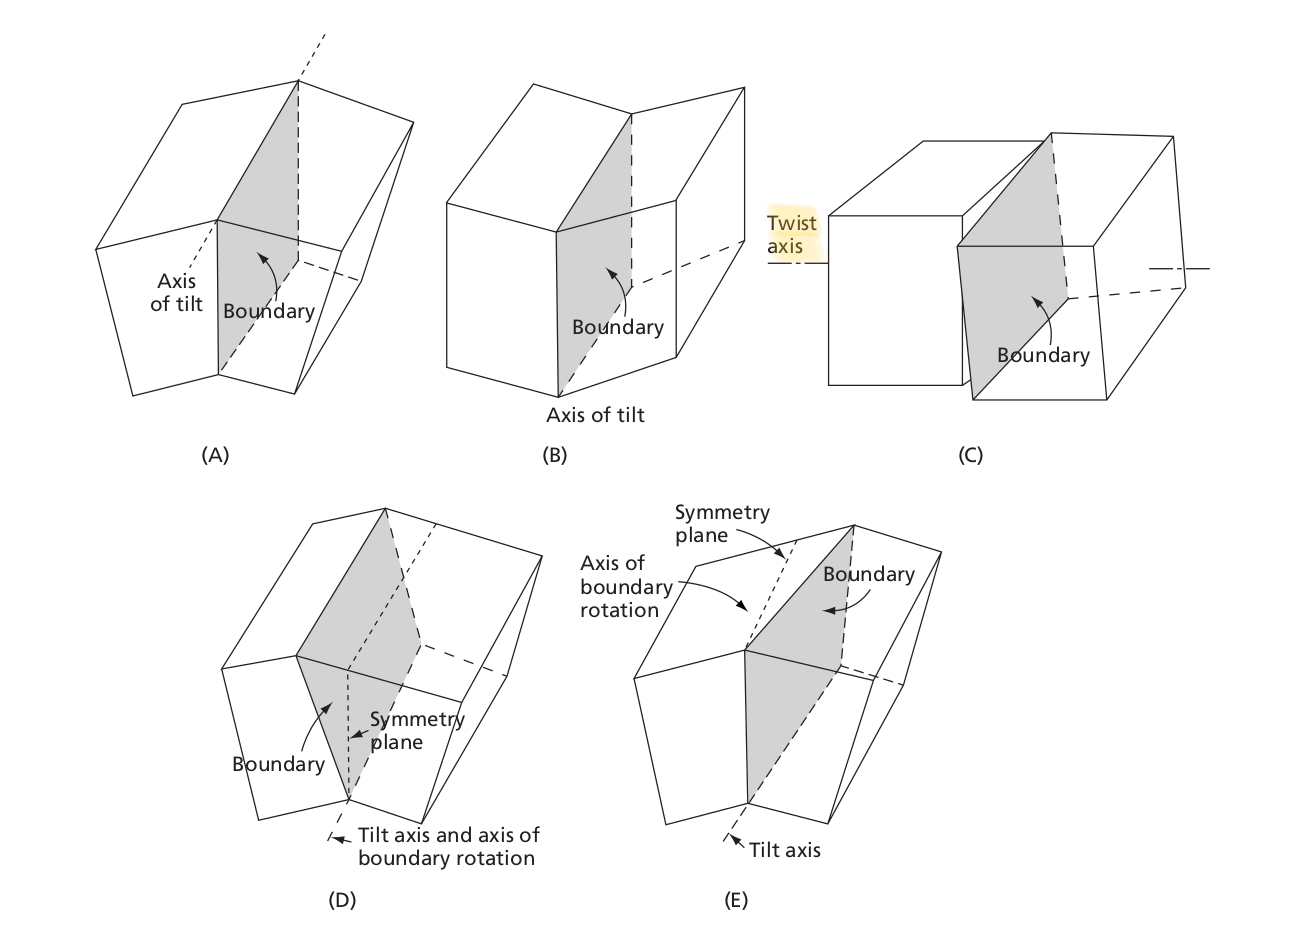 Axis
of tilt
Boundary
(A)
Boundary
Axis of tilt
(B)
Twist
axis
Boundary
(C)
Symmetry
plane
Boundary
Tilt axis and axis of
boundary rotation
(D)
Symmetry
plane
Axis of
boundary
rotation
Boundary
Tilt axis
(E)